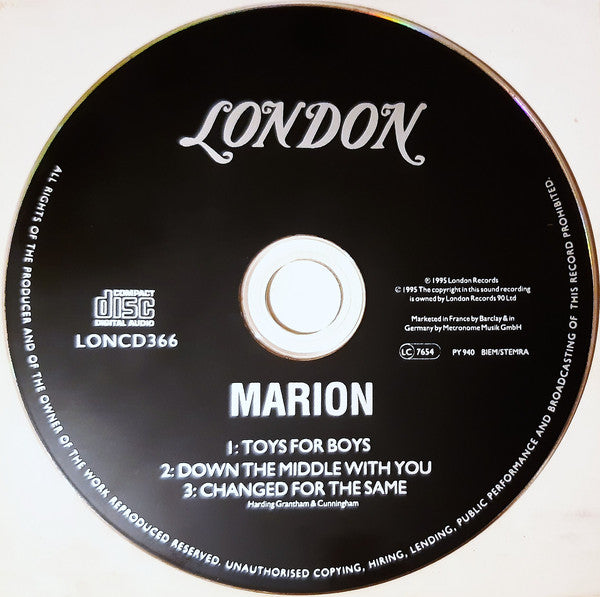 LONDON
COMPACT
disc
DIGITAL AUDIO
LONCD366
℗ 1995 London Records
© 1995 The copyright in this sound recording
is owned by London Records 90 Ltd
Marketed in France by Barclay & in
Germany by Metronome Musik GmbH
LC 7654 PY 940 BIEM/STEMRA
MARION
1: TOYS FOR BOYS
2: DOWN THE MIDDLE WITH YOU
3: CHANGED FOR THE SAME
Harding Grantham & Cunningham
ALL RIGHTS OF THE PRODUCER AND OF THE OWNER OF THE WORK REPRODUCED RESERVED. UNAUTHORISED COPYING, HIRING, LENDING, PUBLIC PERFORMANCE AND BROADCASTING OF THIS RECORD PROHIBITED.